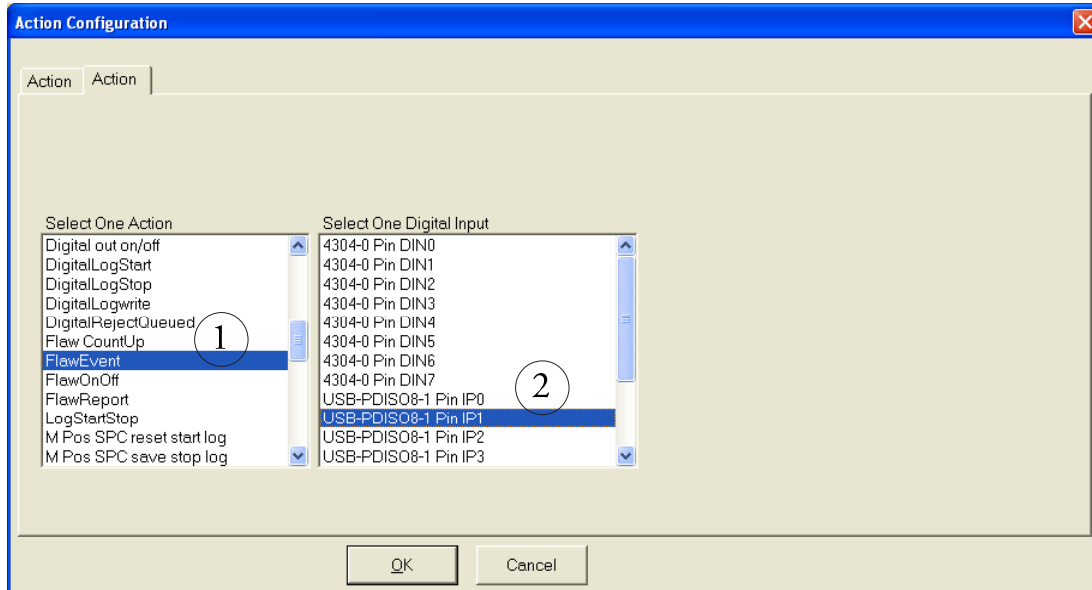 Action Configuration
Action Action
Select One Action
Digital out on/off
DigitalLogStart
DigitalLogStop
DigitalLogwrite
DigitalRejectQueued
Flaw CountUp
FlawEvent
FlawOnOff
FlawReport
LogStartStop
M Pos SPC reset start log
M Pos SPC save stop log
1
Select One Digital Input
4304-0 Pin DIN0
4304-0 Pin DIN1
4304-0 Pin DIN2
4304-0 Pin DIN3
4304-0 Pin DIN4
4304-0 Pin DIN5
4304-0 Pin DIN6
4304-0 Pin DIN7
USB-PDISO8-1 Pin IP0
USB-PDISO8-1 Pin IP1
USB-PDISO8-1 Pin IP2
USB-PDISO8-1 Pin IP3
2
OK Cancel